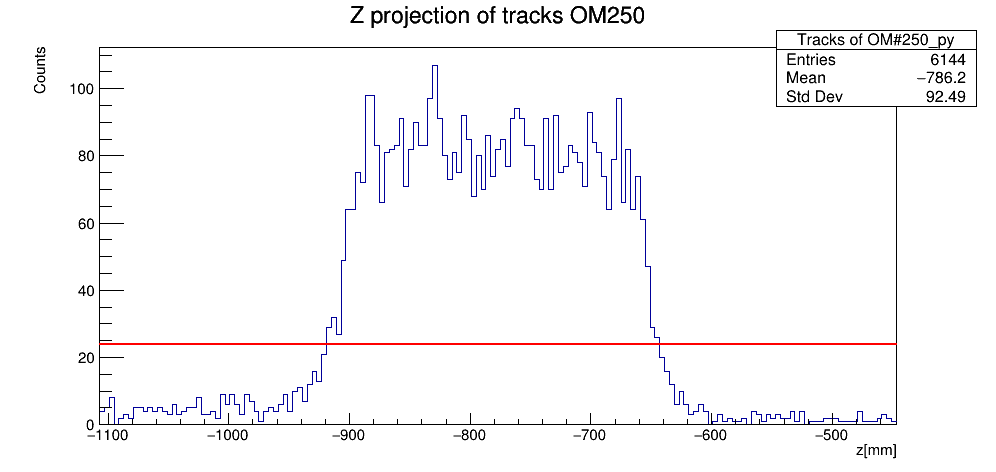 Z projection of tracks OM250
Counts
Tracks of OM#250_py
Entries 6144
Mean −786.2
Std Dev 92.49
100
80
60
40
20
0
−1100 −1000 −900 −800 −700 −600 −500
z[mm]